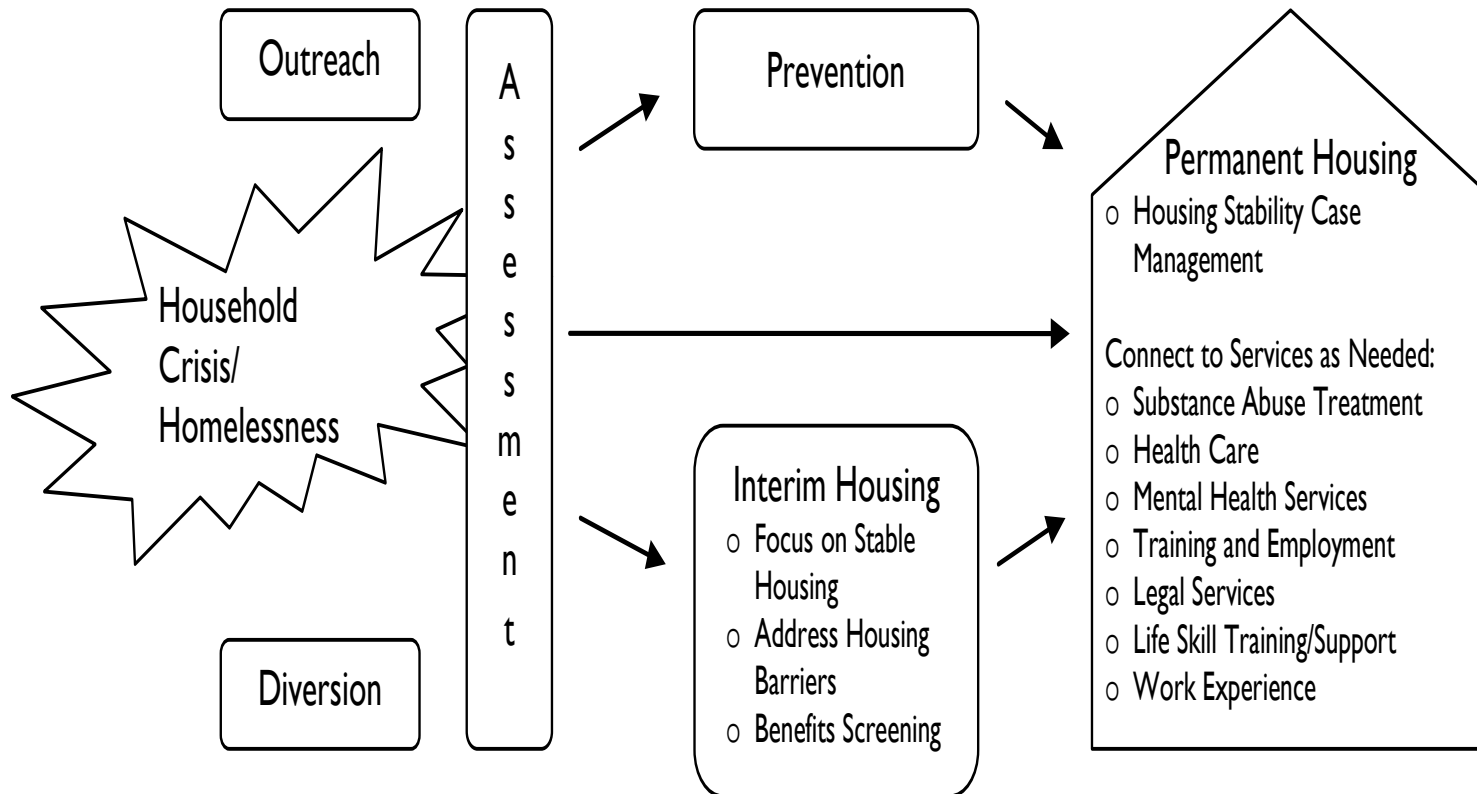 Outreach
Household
Crisis/
Homelessness
Diversion
A
s
s
e
s
s
m
e
n
t
Prevention
Interim Housing
o Focus on Stable
Housing
o Address Housing
Barriers
o Benefits Screening
Permanent Housing
o Housing Stability Case
Management
Connect to Services as Needed:
o Substance Abuse Treatment
o Health Care
o Mental Health Services
o Training and Employment
o Legal Services
o Life Skill Training/Support
o Work Experience